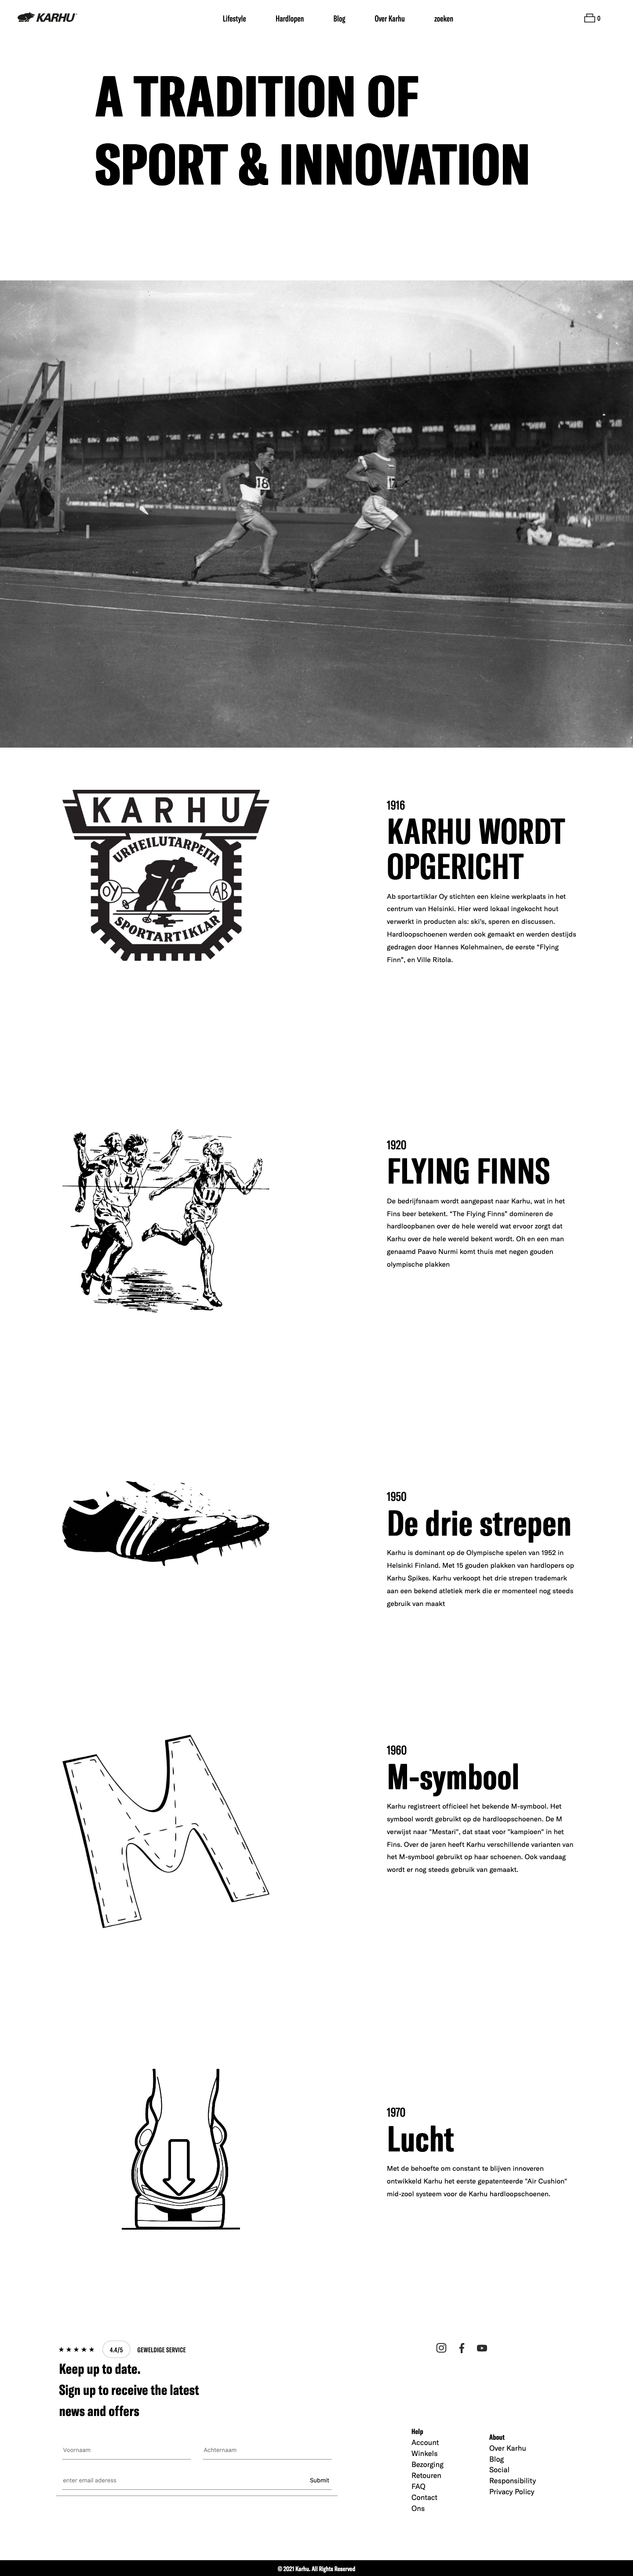 KARHU
Lifestyle
Hardlopen
Blog
Over Karhu
zoeken
0
A TRADITION OF
SPORT & INNOVATION
18
KARHU
URHEILUTARPEITA
OY
AB
SPORTARTIKLAR
1916
KARHU WORDT
OPGERICHT
Ab sportartiklar Oy stichten een kleine werkplaats in het
centrum van Helsinki. Hier werd lokaal ingekocht hout
verwerkt in producten als: ski's, speren en discussen.
Hardloopschoenen werden ook gemaakt en werden destijds
gedragen door Hannes Kolehmainen, de eerste “Flying
Finn”, en Ville Ritola.
2
1920
FLYING FINNS
De bedrijfsnaam wordt aangepast naar Karhu, wat in het
Fins beer betekent. “The Flying Finns” domineren de
hardloopbanen over de hele wereld wat ervoor zorgt dat
Karhu over de hele wereld bekent wordt. Oh en een man
genaamd Paavo Nurmi komt thuis met negen gouden
olympische plakken
1950
De drie strepen
Karhu is dominant op de Olympische spelen van 1952 in
Helsinki Finland. Met 15 gouden plakken van hardlopers op
Karhu Spikes. Karhu verkoopt het drie strepen trademark
aan een bekend atletiek merk die er momenteel nog steeds
gebruik van maakt
1960
M-symbool
Karhu registreert officieel het bekende M-symbool. Het
symbool wordt gebruikt op de hardloopschoenen. De M
verwijst naar "Mestari", dat staat voor "kampioen" in het
Fins. Over de jaren heeft Karhu verschillende varianten van
het M-symbool gebruikt op haar schoenen. Ook vandaag
wordt er nog steeds gebruik van gemaakt.
1970
Lucht
Met de behoefte om constant te blijven innoveren
ontwikkeld Karhu het eerste gepatenteerde "Air Cushion"
mid-zool systeem voor de Karhu hardloopschoenen.
4.4/5
GEWELDIGE SERVICE
Keep up to date.
Sign up to receive the latest
news and offers
Voornaam
Achternaam
enter email aderess
Submit
Help
Account
Winkels
Bezorging
Retouren
FAQ
Contact
Ons
About
Over Karhu
Blog
Social
Responsibility
Privacy Policy
© 2021 Karhu. All Rights Reserved